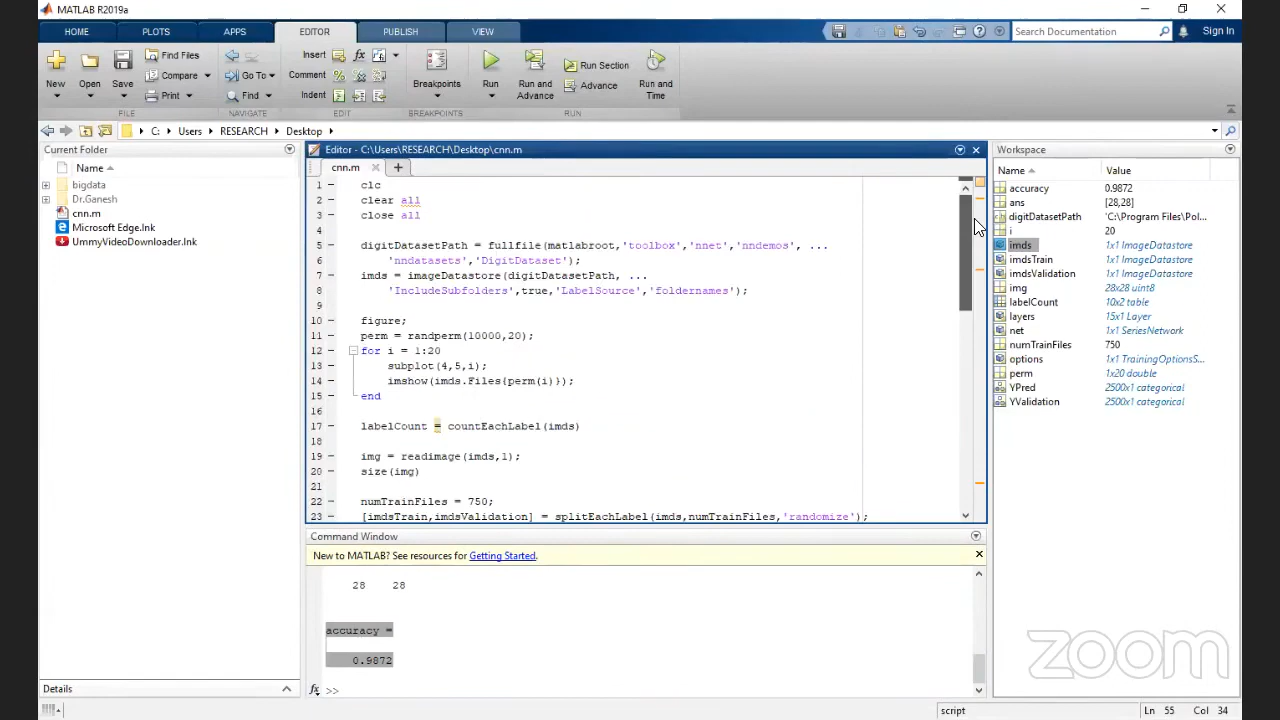 MATLAB R2019a
HOME PLOTS APPS EDITOR PUBLISH VIEW Search Documentation Sign In
New Open Save Find Files Compare Print Go To Find Insert Comment Indent Breakpoints Run Run and Advance Run Section Advance Run and Time
FILE NAVIGATE EDIT BREAKPOINTS RUN
C: Users RESEARCH Desktop
Current Folder
Name
bigdata
Dr.Ganesh
cnn.m
Microsoft Edge.lnk
UmmyVideoDownloader.lnk
Details
Editor - C:\Users\RESEARCH\Desktop\cnn.m
cnn.m
1 clc
2 clear all
3 close all
4
5 digitDatasetPath = fullfile(matlabroot,'toolbox','nnet','nndemos', ...
6 'nndatasets','DigitDataset');
7 imds = imageDatastore(digitDatasetPath, ...
8 'IncludeSubfolders',true,'LabelSource','foldernames');
9
10 figure;
11 perm = randperm(10000,20);
12 for i = 1:20
13 subplot(4,5,i);
14 imshow(imds.Files{perm(i)});
15 end
16
17 labelCount = countEachLabel(imds)
18
19 img = readimage(imds,1);
20 size(img)
21
22 numTrainFiles = 750;
23 [imdsTrain,imdsValidation] = splitEachLabel(imds,numTrainFiles,'randomize');
Command Window
New to MATLAB? See resources for Getting Started.
28 28
accuracy =
0.9872
fx >>
Workspace
Name Value
accuracy 0.9872
ans [28,28]
digitDatasetPath 'C:\Program Files\Pol...
i 20
imds 1x1 ImageDatastore
imdsTrain 1x1 ImageDatastore
imdsValidation 1x1 ImageDatastore
img 28x28 uint8
labelCount 10x2 table
layers 15x1 Layer
net 1x1 SeriesNetwork
numTrainFiles 750
options 1x1 TrainingOptionsS...
perm 1x20 double
YPred 2500x1 categorical
YValidation 2500x1 categorical
zoom
script Ln 55 Col 34